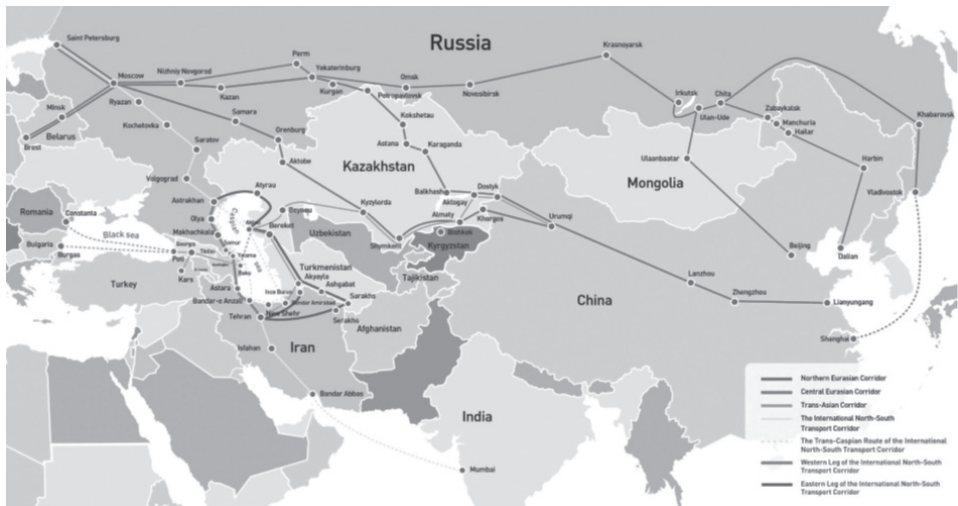 Saint Petersburg
Russia
Krasnoyarsk
Perm
Moscow
Nizhniy Novgorod
Yekaterinburg
Omsk
Kurgan
Petropavlovsk
Novosibirsk
Kazan
Ryazan
Minsk
Belarus
Brest
Kochetovka
Samara
Saratov
Orenburg
Kokshetau
Astana
Karaganda
Irkutsk
Chita
Ulan-Ude
Zabaykalsk
Manchuria
Hailar
Khabarovsk
Harbin
Vladivostok
Ulaanbaatar
Mongolia
Aktobe
Kazakhstan
Volgograd
Atyrau
Astrakhan
Olya
Makhachkala
Balkhash
Dostyk
Aktogay
Almaty
Khorgos
Urumqi
Romania
Constanta
Black sea
Bulgaria
Burgas
Poti
Kars
Turkey
Caspian
sea
Beyneu
Bereket
Kyzylorda
Shymkent
Bishkek
Kyrgyzstan
Uzbekistan
Tajikistan
Turkmenistan
Akyayla
Ashgabat
Baku
Astara
Bandar-e Anzali
Tehran
Now Shehr
Ince Burun
Bandar Amirabad
Sarakhs
Serakhs
Afghanistan
Isfahan
Iran
Bandar Abbas
China
Beijing
Dalian
Lanzhou
Zhengzhou
Lianyungang
Shanghai
India
Mumbai
Northern Eurasian Corridor
Central Eurasian Corridor
Trans-Asian Corridor
The International North-South
Transport Corridor
The Trans-Caspian Route of the International
North-South Transport Corridor
Western Leg of the International North-South
Transport Corridor
Eastern Leg of the International North-South
Transport Corridor